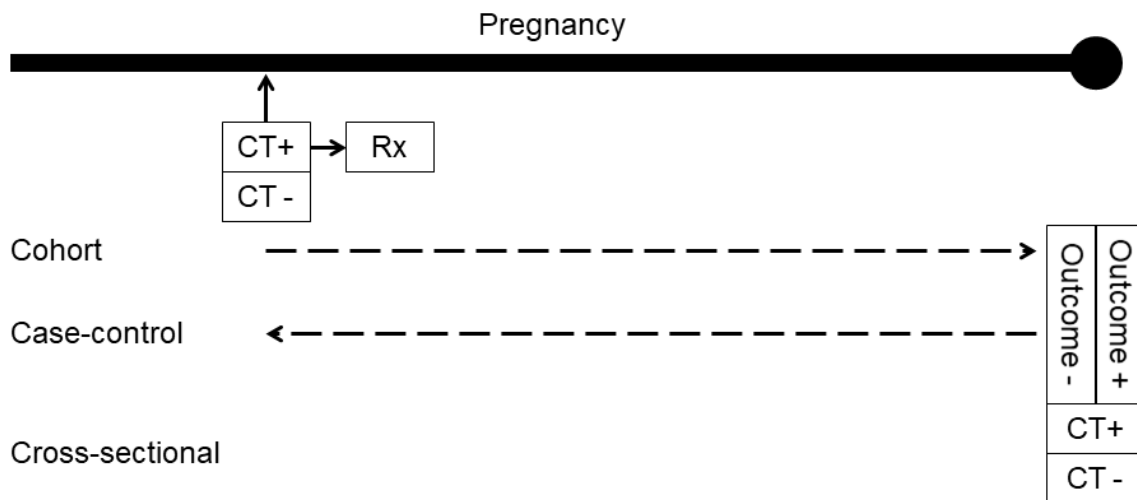 Pregnancy
CT+
Rx
CT -
Cohort
Case-control
Cross-sectional
Outcome -
Outcome +
CT+
CT -